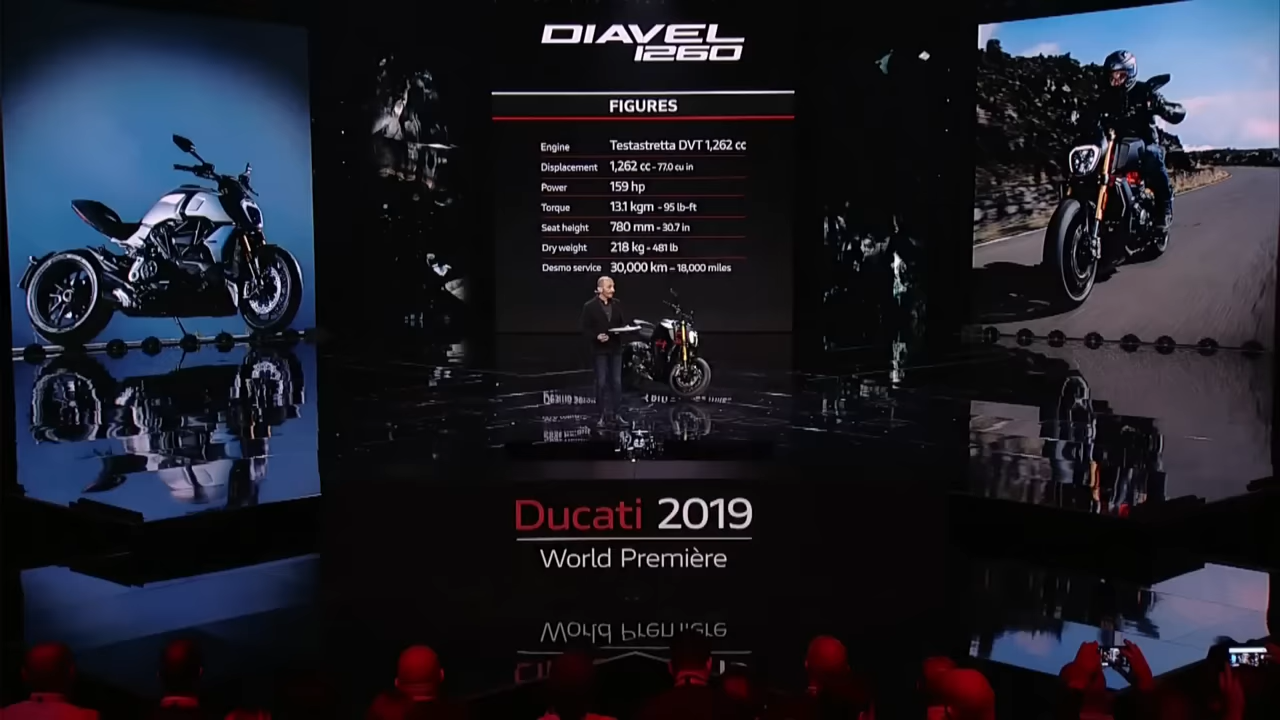 DIAVEL
1260
FIGURES
Engine Testastretta DVT 1,262 cc
Displacement 1,262 cc - 77.0 cu in
Power 159 hp
Torque 13.1 kgm - 95 lb-ft
Seat height 780 mm - 30.7 in
Dry weight 218 kg - 481 lb
Desmo service 30,000 km – 18,000 miles
Ducati 2019
World Première